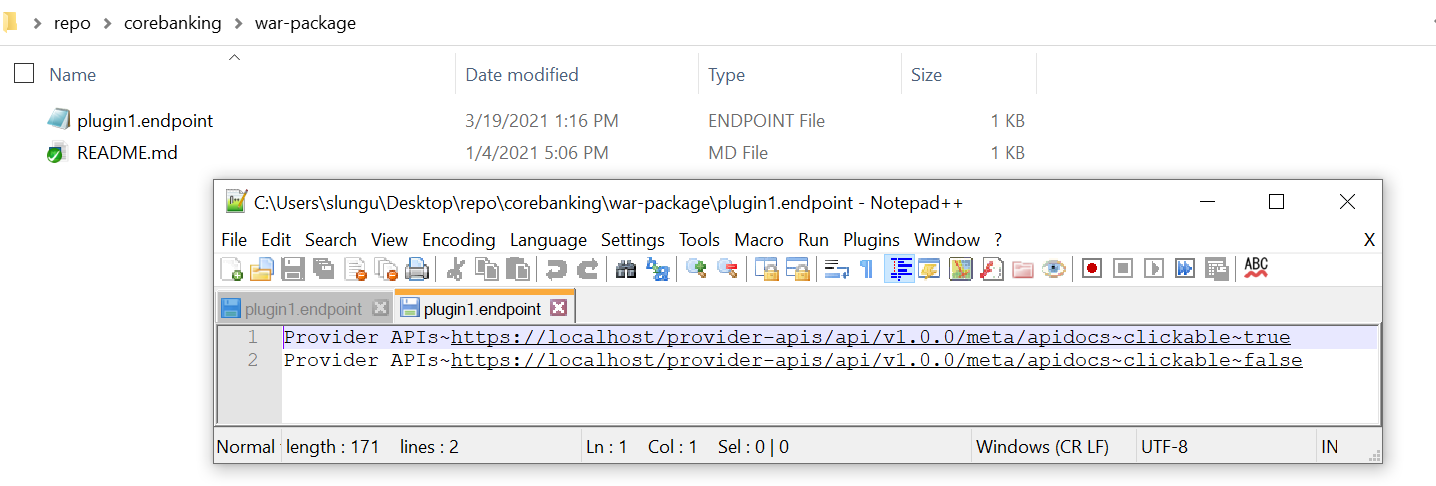 repo corebanking war-package
Name Date modified Type Size
plugin1.endpoint 3/19/2021 1:16 PM ENDPOINT File 1 KB
README.md 1/4/2021 5:06 PM MD File 1 KB
C:\Users\slungu\Desktop\repo\corebanking\war-package\plugin1.endpoint - Notepad++
File Edit Search View Encoding Language Settings Tools Macro Run Plugins Window ? X
ABC
plugin1.endpoint plugin1.endpoint
1 Provider APIs~https://localhost/provider-apis/api/v1.0.0/meta/apidocs~clickable~true
2 Provider APIs~https://localhost/provider-apis/api/v1.0.0/meta/apidocs~clickable~false
Normal length : 171 lines : 2 Ln : 1 Col : 1 Sel : 0 | 0 Windows (CR LF) UTF-8 IN